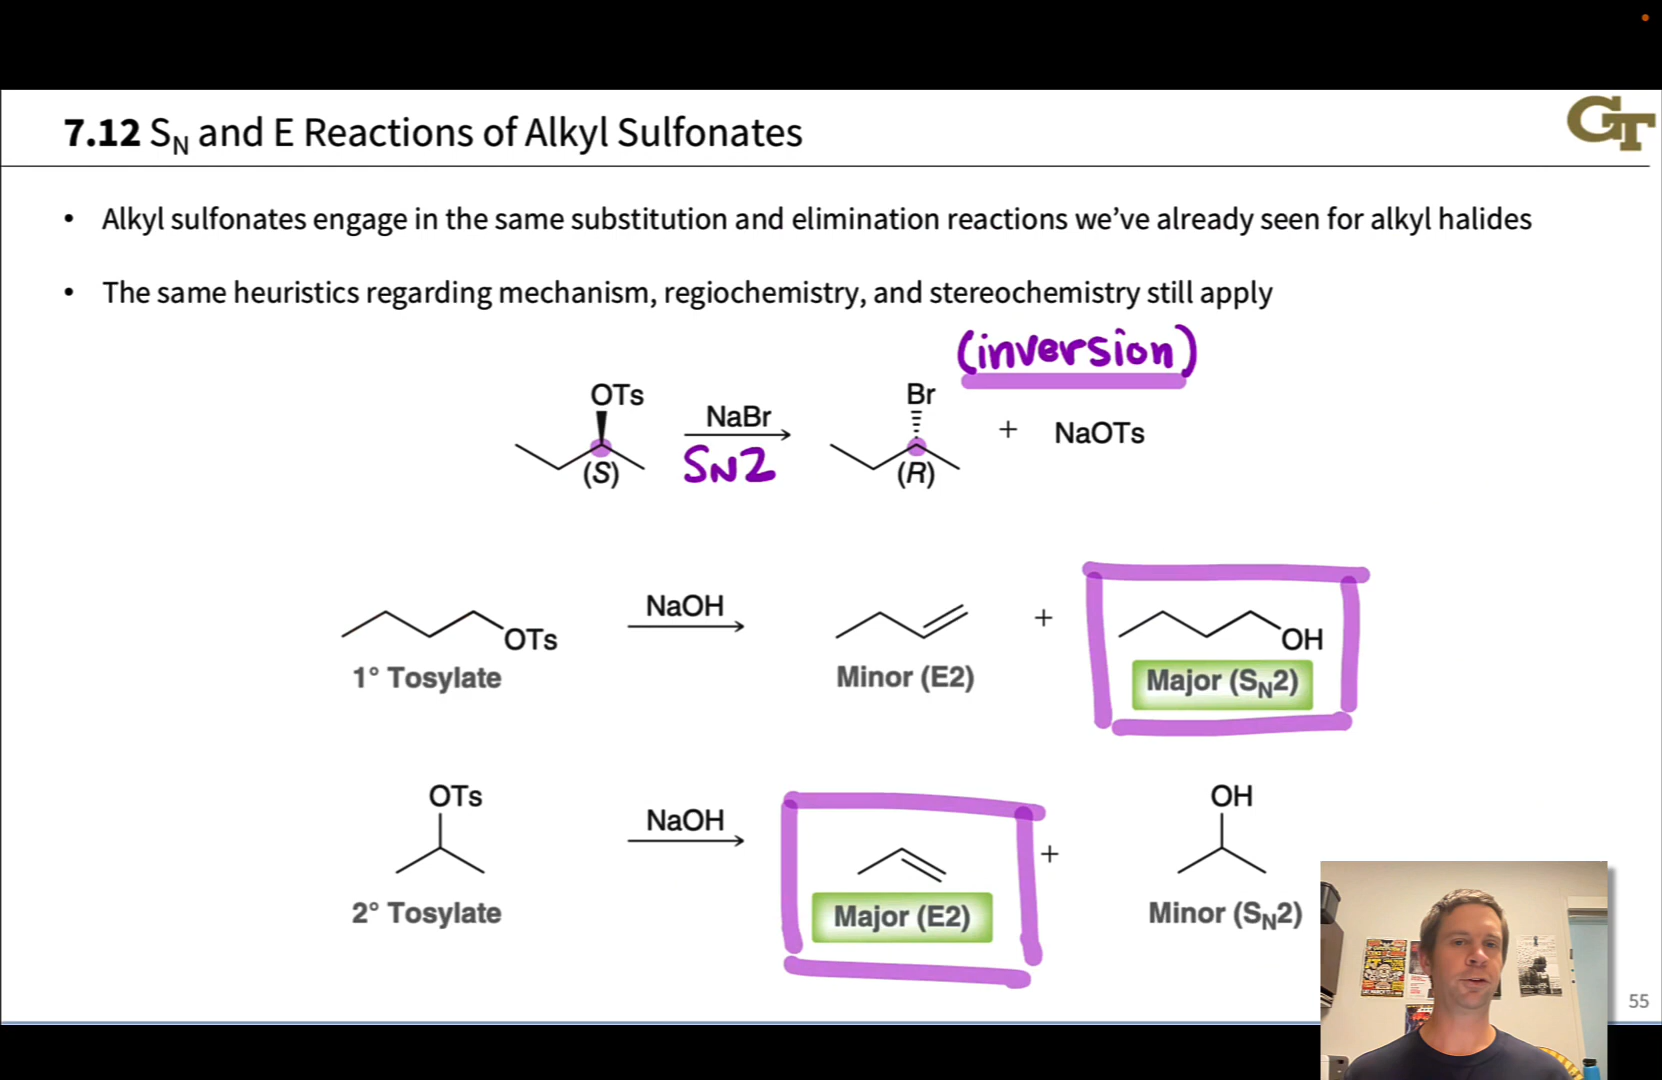 7.12 S_N and E Reactions of Alkyl Sulfonates
GT
• Alkyl sulfonates engage in the same substitution and elimination reactions we’ve already seen for alkyl halides
• The same heuristics regarding mechanism, regiochemistry, and stereochemistry still apply
(inversion)
OTs
NaBr
Br
+ NaOTs
(S)
SN2
(R)
NaOH
OTs
+
OH
1° Tosylate
Minor (E2)
Major (S_N2)
OTs
NaOH
+
OH
2° Tosylate
Major (E2)
Minor (S_N2)
55